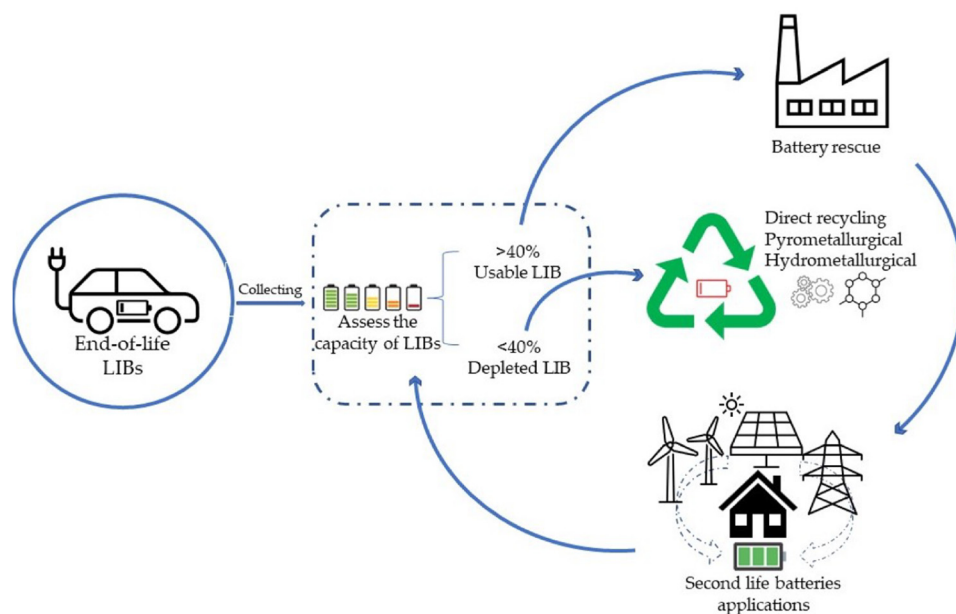 End-of-life
LIBs
Collecting
Assess the
capacity of LIBs
>40%
Usable LIB
<40%
Depleted LIB
Battery rescue
Direct recycling
Pyrometallurgical
Hydrometallurgical
Second life batteries
applications